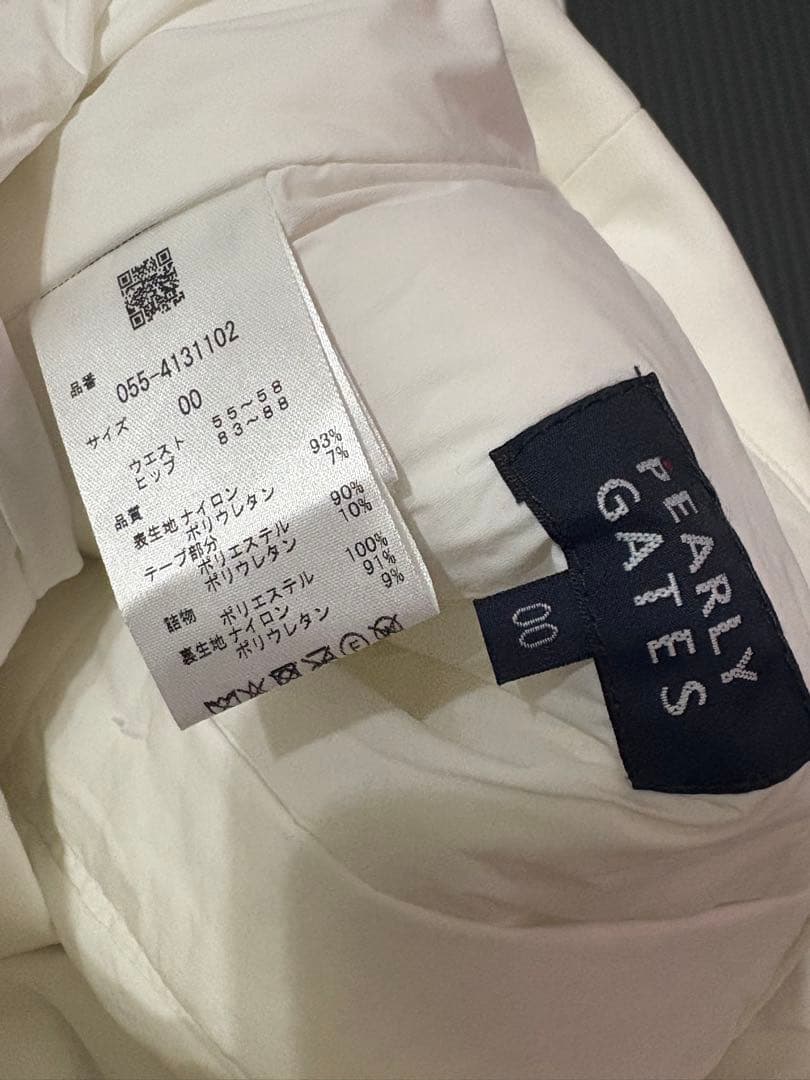 品番 055-4131102
サイズ 00
ウエスト 55～58
ヒップ 83～88
品質
表生地 ナイロン 93%
ポリウレタン 7%
テープ部分
ポリエステル 90%
ポリウレタン 10%
詰物 ポリエステル 100%
裏生地 ナイロン 91%
ポリウレタン 9%
PEARLY
GATES
00